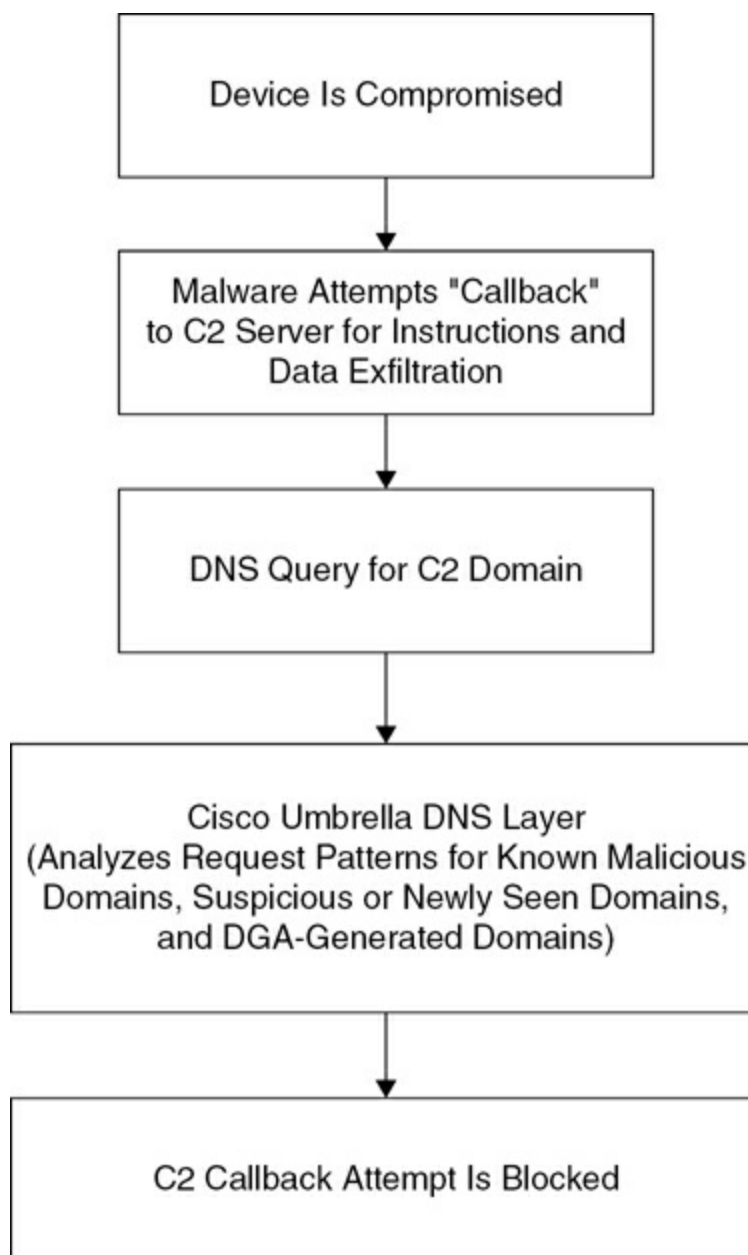 Device Is Compromised
Malware Attempts "Callback"
to C2 Server for Instructions and
Data Exfiltration
DNS Query for C2 Domain
Cisco Umbrella DNS Layer
(Analyzes Request Patterns for Known Malicious
Domains, Suspicious or Newly Seen Domains,
and DGA-Generated Domains)
C2 Callback Attempt Is Blocked